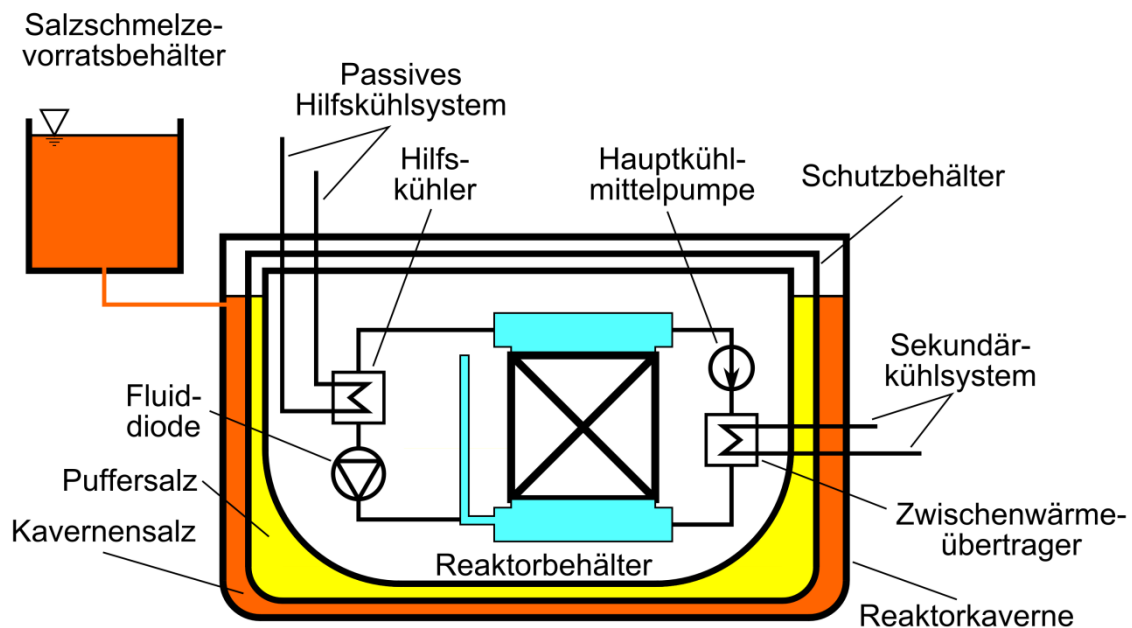 Salzschmelze-
vorratsbehälter
Passives
Hilfskühlsystem
Hilfs-
kühler
Hauptkühl-
mittelpumpe
Schutzbehälter
Sekundär-
kühlsystem
Fluid-
diode
Puffersalz
Kavernensalz
Reaktorbehälter
Zwischenwärme-
übertrager
Reaktorkaverne